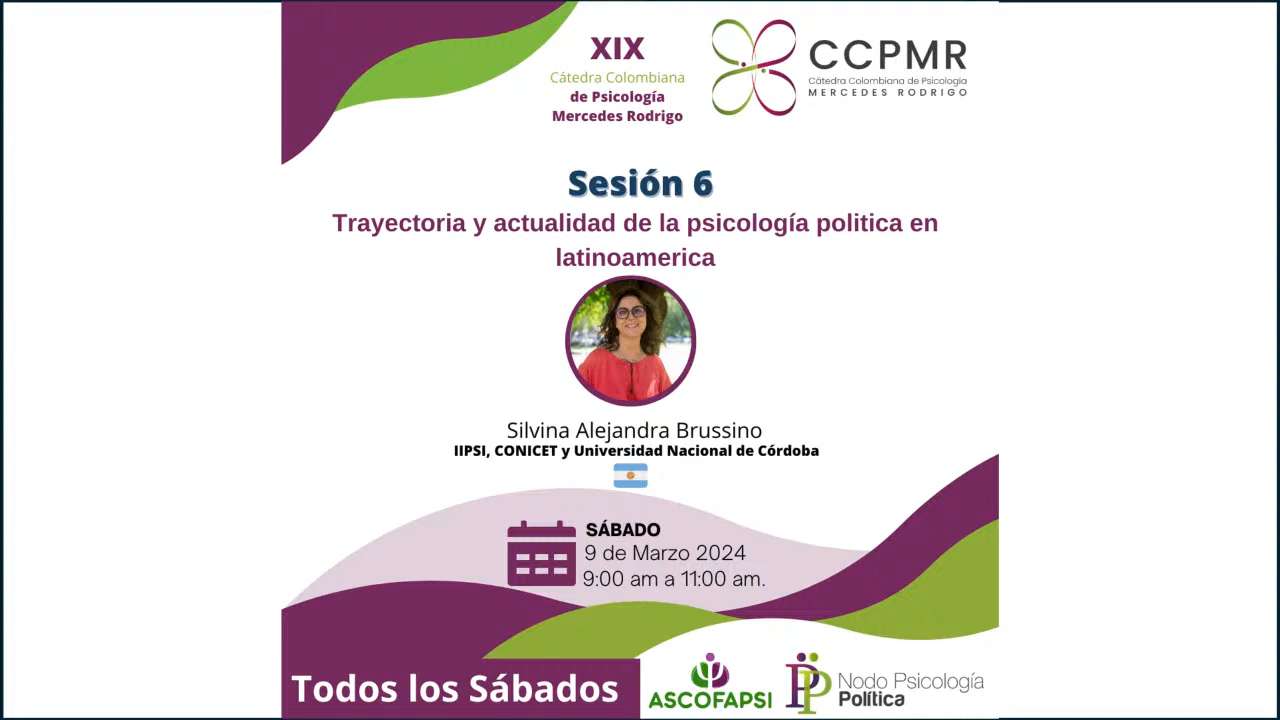 XIX
Cátedra Colombiana
de Psicología
Mercedes Rodrigo
CCPMR
Cátedra Colombiana de Psicología
MERCEDES RODRIGO
Sesión 6
Trayectoria y actualidad de la psicología politica en
latinoamerica
Silvina Alejandra Brussino
IIPSI, CONICET y Universidad Nacional de Córdoba
SÁBADO
9 de Marzo 2024
9:00 am a 11:00 am.
Todos los Sábados
ASCOFAPSI
Nodo Psicología
Política